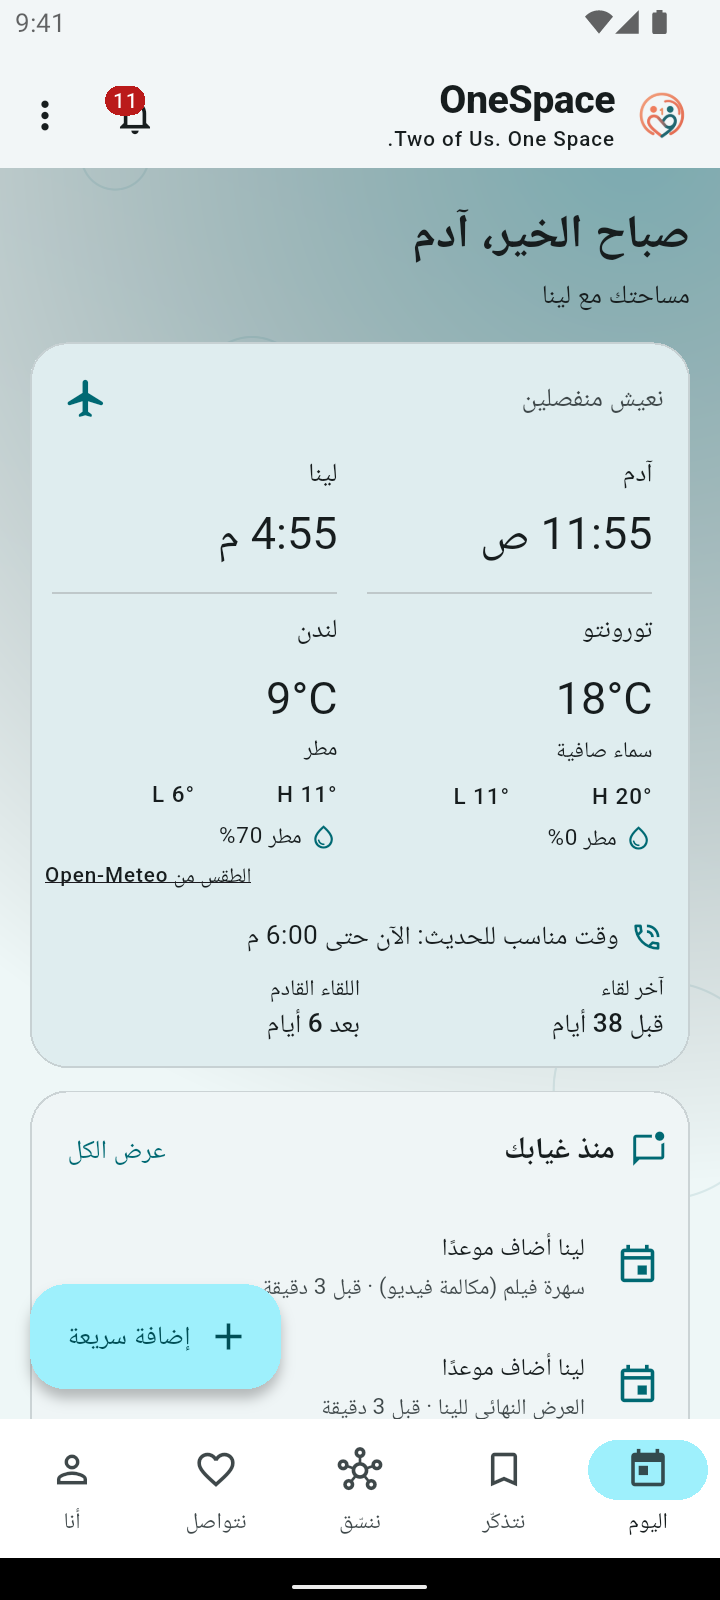 9:41
OneSpace
Two of Us. One Space.
11
صباح الخير، آدم
مساحتك مع لينا
نعيش منفصلين
آدم
11:55 ص
لينا
4:55 م
تورونتو
18°C
سماء صافية
H 20° L 11°
مطر 0%
لندن
9°C
مطر
H 11° L 6°
مطر 70%
الطقس من Open-Meteo
وقت مناسب للحديث: الآن حتى 6:00 م
آخر لقاء
قبل 38 أيام
اللقاء القادم
بعد 6 أيام
منذ غيابك
عرض الكل
لينا أضاف موعدًا
سهرة فيلم (مكالمة فيديو) · قبل 3 دقيقة
لينا أضاف موعدًا
العرض النهائي للينا · قبل 3 دقيقة
إضافة سريعة
اليوم
نتذكّر
ننسّق
نتواصل
أنا